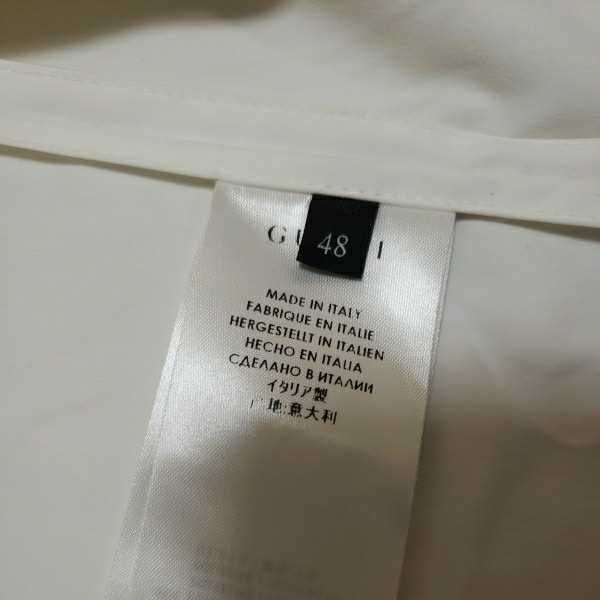 48
MADE IN ITALY
FABRIQUE EN ITALIE
HERGESTELLT IN ITALIEN
HECHO EN ITALIA
СДЕЛАНО В ИТАЛИИ
イタリア製
产地:意大利